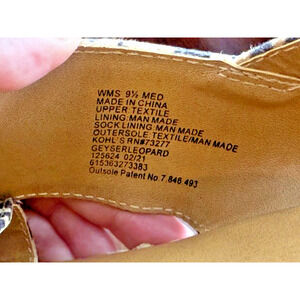 WMS 9½ MED
MADE IN CHINA
UPPER:TEXTILE
LINING:MAN MADE
SOCK LINING MAN MADE
OUTERSOLE:TEXTILE/MAN MADE
KOHL'S RN#73277
GEYSERLEOPARD
125624 02/21
615363273383
Outsole Patent No.7,846,493